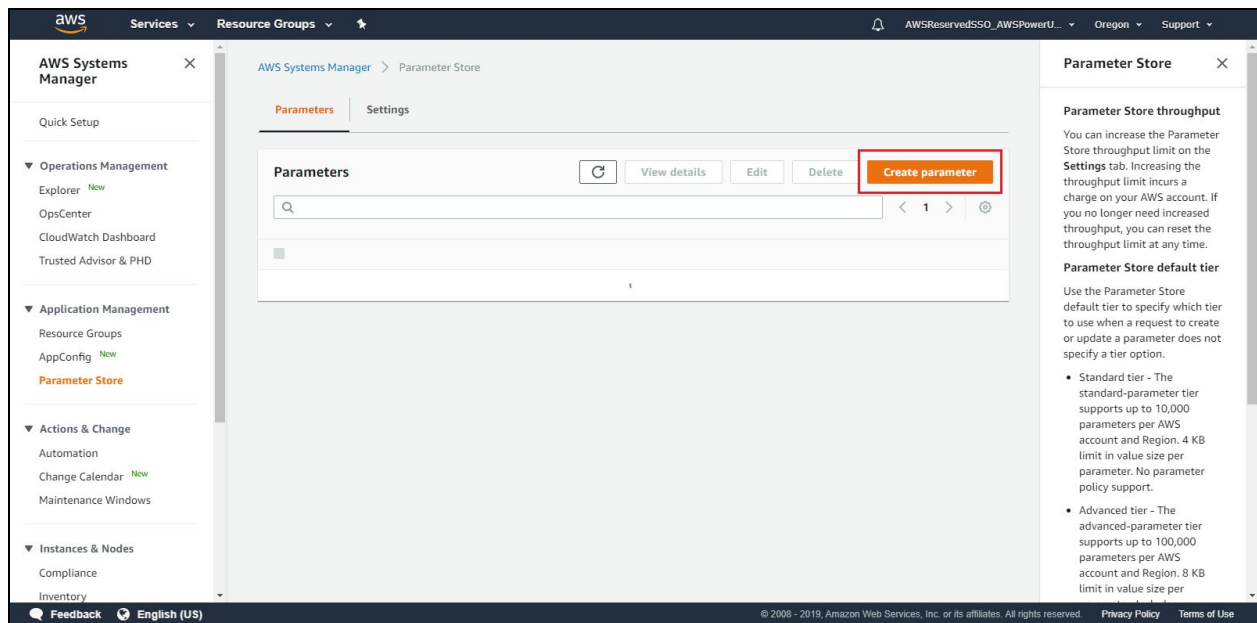 aws
Services
Resource Groups
AWSReservedSSO_AWSPowerU...
Oregon
Support
AWS Systems
Manager
Quick Setup
Operations Management
Explorer New
OpsCenter
CloudWatch Dashboard
Trusted Advisor & PHD
Application Management
Resource Groups
AppConfig New
Parameter Store
Actions & Change
Automation
Change Calendar New
Maintenance Windows
Instances & Nodes
Compliance
Inventory
AWS Systems Manager > Parameter Store
Parameters
Settings
Parameters
View details
Edit
Delete
Create parameter
< 1 >
Parameter Store
Parameter Store throughput
You can increase the Parameter
Store throughput limit on the
Settings tab. Increasing the
throughput limit incurs a
charge on your AWS account. If
you no longer need increased
throughput, you can reset the
throughput limit at any time.
Parameter Store default tier
Use the Parameter Store
default tier to specify which tier
to use when a request to create
or update a parameter does not
specify a tier option.
• Standard tier - The
standard-parameter tier
supports up to 10,000
parameters per AWS
account and Region. 4 KB
limit in value size per
parameter. No parameter
policy support.
• Advanced tier - The
advanced-parameter tier
supports up to 100,000
parameters per AWS
account and Region. 8 KB
limit in value size per
Feedback
English (US)
© 2008 - 2019, Amazon Web Services, Inc. or its affiliates. All rights reserved.
Privacy Policy
Terms of Use